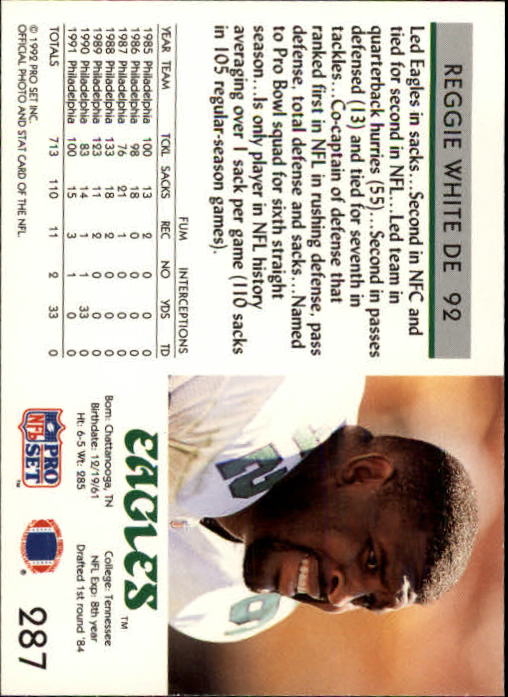 REGGIE WHITE DE 92
Led Eagles in sacks...Second in NFC and
tied for second in NFL...Led team in
quarterback hurries (55)...Second in passes
defensed (13) and tied for seventh in
tackles...Co-captain of defense that
ranked first in NFL in rushing defense, pass
defense, total defense and sacks...Named
to Pro Bowl squad for sixth straight
season...Is only player in NFL history
averaging over 1 sack per game (110 sacks
in 105 regular-season games).
FUM INTERCEPTIONS
YEAR TEAM TCKL SACKS REC NO YDS TD
1985 Philadelphia 100 13 2 0 0 0
1986 Philadelphia 98 18 0 0 0 0
1987 Philadelphia 76 21 1 0 0 0
1988 Philadelphia 133 18 2 0 0 0
1989 Philadelphia 123 11 2 0 0 0
1990 Philadelphia 83 14 1 1 33 0
1991 Philadelphia 100 15 3 1 0 0
TOTALS 713 110 11 2 33 0
© 1992 PRO SET INC.
OFFICIAL PHOTO AND STAT CARD OF THE NFL.
92
9
EAGLES™
Born: Chattanooga, TN
Birthdate: 12/19/61
Ht: 6-5 Wt: 285
College: Tennessee
NFL Exp: 8th year
Drafted 1st round '84
NFL PRO SET™
®
287